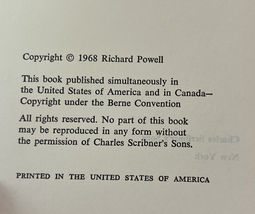 Copyright © 1968 Richard Powell
This book published simultaneously in
the United States of America and in Canada—
Copyright under the Berne Convention
All rights reserved. No part of this book
may be reproduced in any form without
the permission of Charles Scribner's Sons.
PRINTED IN THE UNITED STATES OF AMERICA